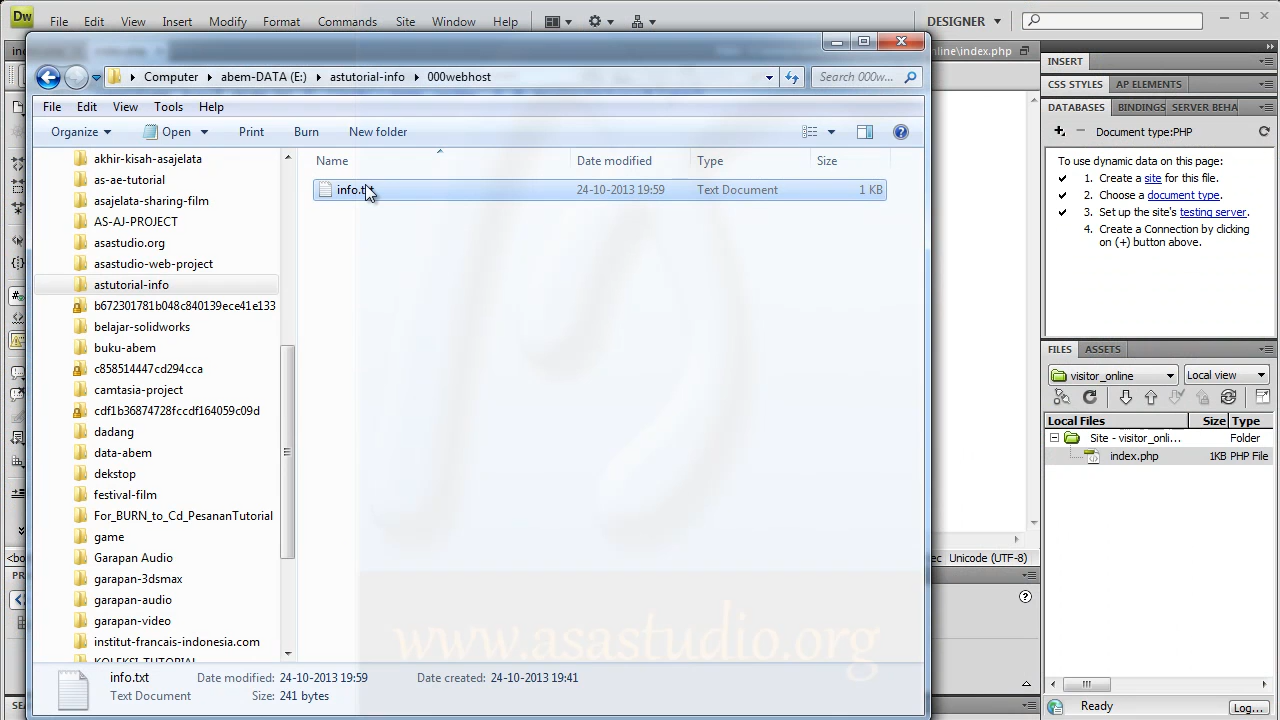 Dw File Edit View Insert Modify Format Commands Site Window Help DESIGNER
Computer abem-DATA (E:) astutorial-info 000webhost Search 000w...
nline\index.php
File Edit View Tools Help
Organize Open Print Burn New folder
Name Date modified Type Size
info.txt 24-10-2013 19:59 Text Document 1 KB
akhir-kisah-asajelata
as-ae-tutorial
asajelata-sharing-film
AS-AJ-PROJECT
asastudio.org
asastudio-web-project
astutorial-info
b672301781b048c840139ece41e133
belajar-solidworks
buku-abem
c858514447cd294cca
camtasia-project
cdf1b36874728fccdf164059c09d
dadang
data-abem
dekstop
festival-film
For_BURN_to_Cd_PesananTutorial
game
Garapan Audio
garapan-3dsmax
garapan-audio
garapan-video
institut-francais-indonesia.com
KOLEKSI-TUTORIAL
www.asastudio.org
info.txt Date modified: 24-10-2013 19:59 Date created: 24-10-2013 19:41
Text Document Size: 241 bytes
INSERT
CSS STYLES AP ELEMENTS
DATABASES BINDINGS SERVER BEHA
Document type:PHP
To use dynamic data on this page:
1. Create a site for this file.
2. Choose a document type.
3. Set up the site's testing server.
4. Create a Connection by clicking
on (+) button above.
FILES ASSETS
visitor_online Local view
Local Files Size Type
Site - visitor_onli... Folder
index.php 1KB PHP File
Unicode (UTF-8)
Ready Log...